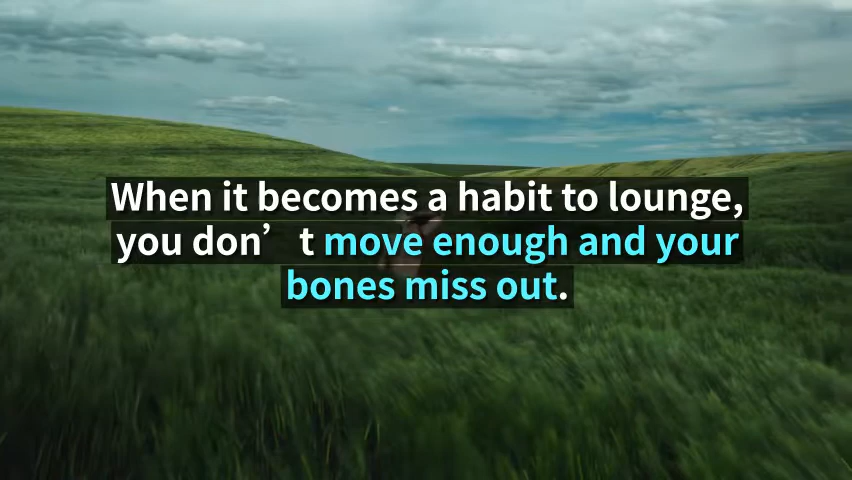 When it becomes a habit to lounge,
you don’t move enough and your
bones miss out.